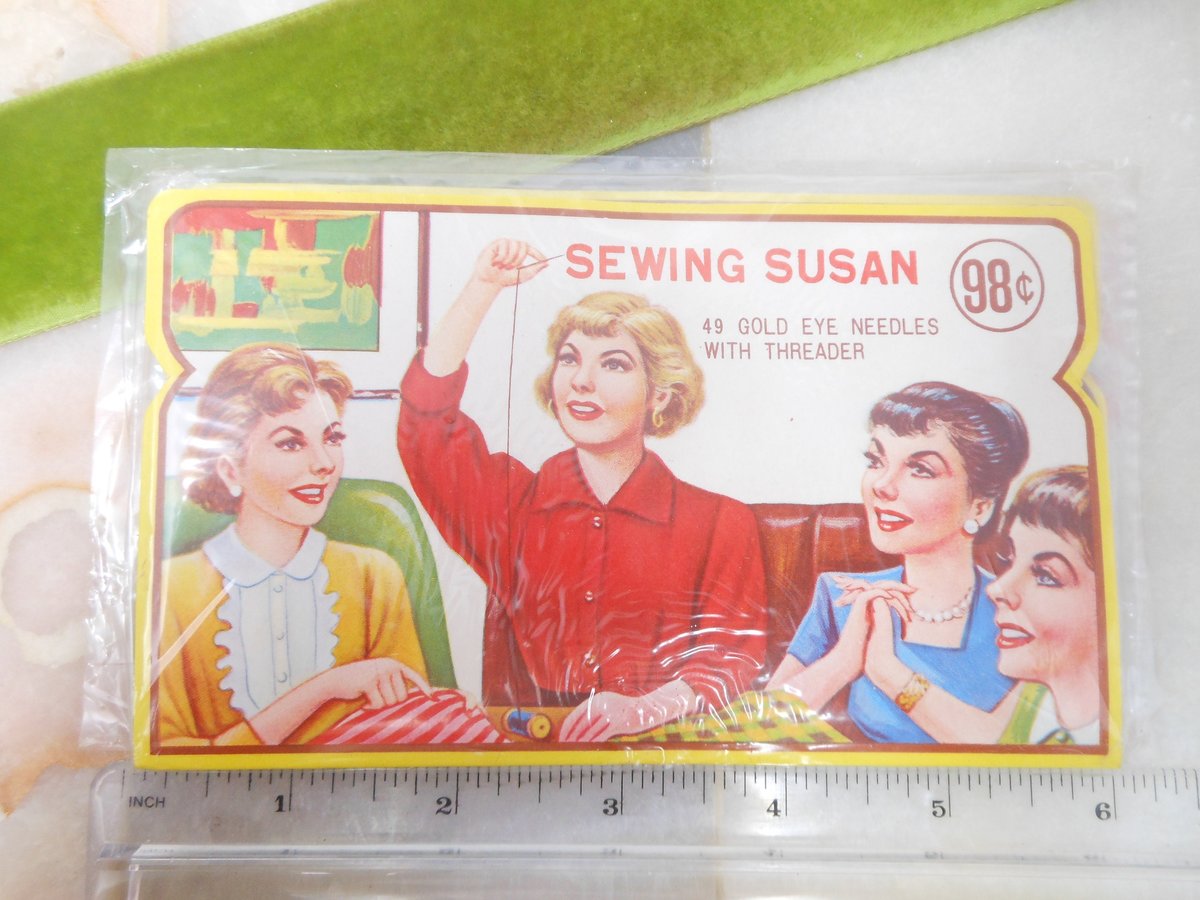 SEWING SUSAN
98¢
49 GOLD EYE NEEDLES
WITH THREADER
INCH 1 2 3 4 5 6